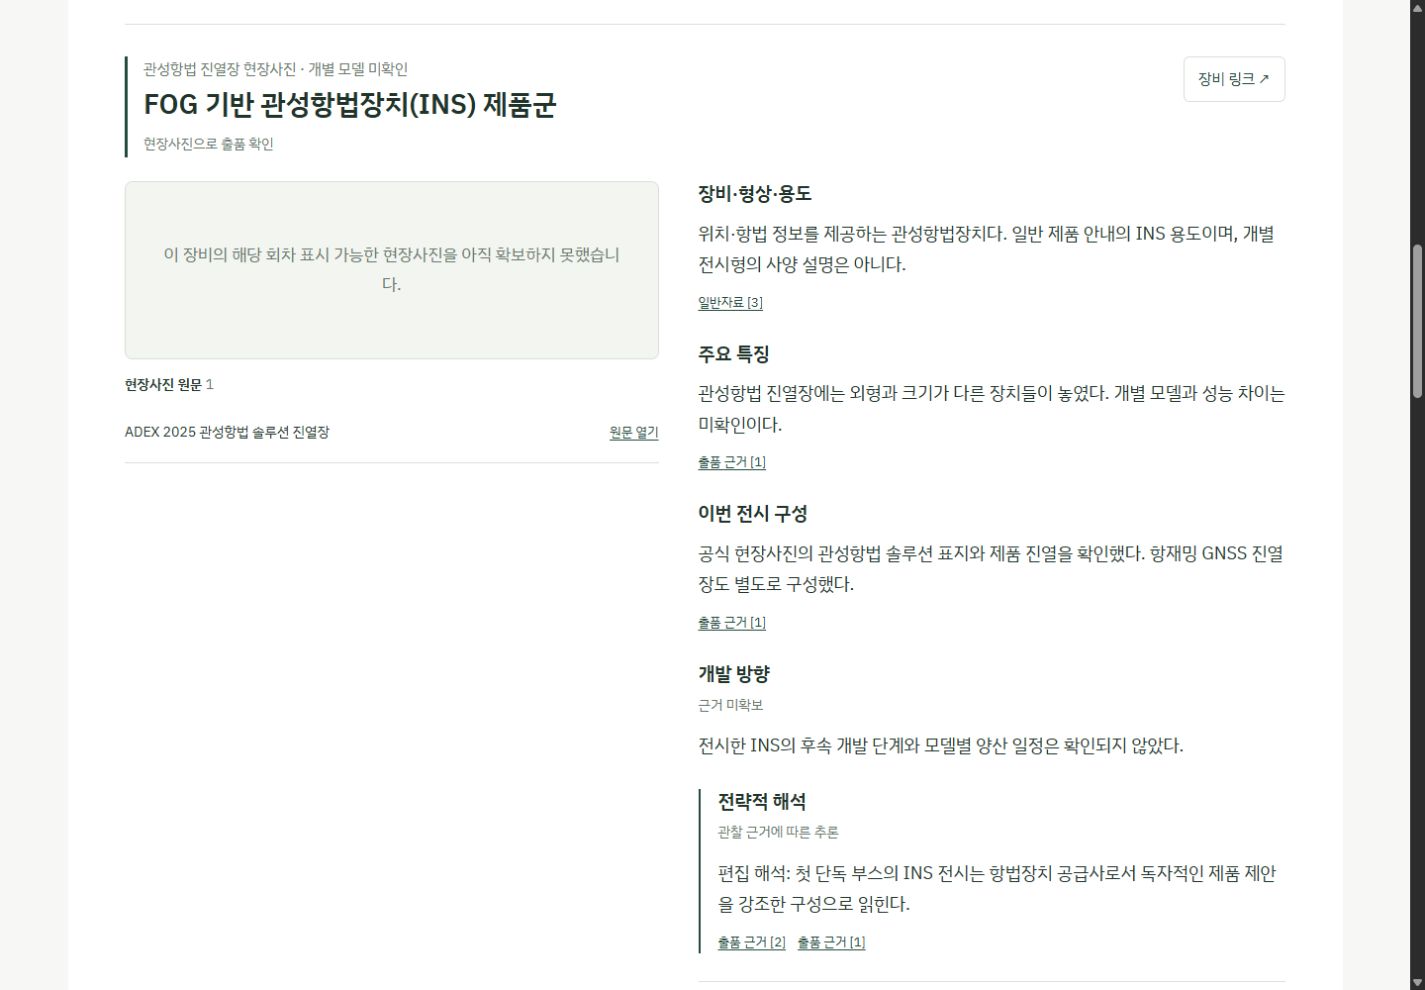 관성항법 진열장 현장사진 · 개별 모델 미확인
FOG 기반 관성항법장치(INS) 제품군
현장사진으로 출품 확인
장비 링크 ↗
이 장비의 해당 회차 표시 가능한 현장사진을 아직 확보하지 못했습니
다.
현장사진 원문 1
ADEX 2025 관성항법 솔루션 진열장
원문 열기
장비·형상·용도
위치·항법 정보를 제공하는 관성항법장치다. 일반 제품 안내의 INS 용도이며, 개별
전시형의 사양 설명은 아니다.
일반자료 [3]
주요 특징
관성항법 진열장에는 외형과 크기가 다른 장치들이 놓였다. 개별 모델과 성능 차이는
미확인이다.
출품 근거 [1]
이번 전시 구성
공식 현장사진의 관성항법 솔루션 표지와 제품 진열을 확인했다. 항재밍 GNSS 진열
장도 별도로 구성했다.
출품 근거 [1]
개발 방향
근거 미확보
전시한 INS의 후속 개발 단계와 모델별 양산 일정은 확인되지 않았다.
전략적 해석
관찰 근거에 따른 추론
편집 해석: 첫 단독 부스의 INS 전시는 항법장치 공급사로서 독자적인 제품 제안
을 강조한 구성으로 읽힌다.
출품 근거 [2] 출품 근거 [1]